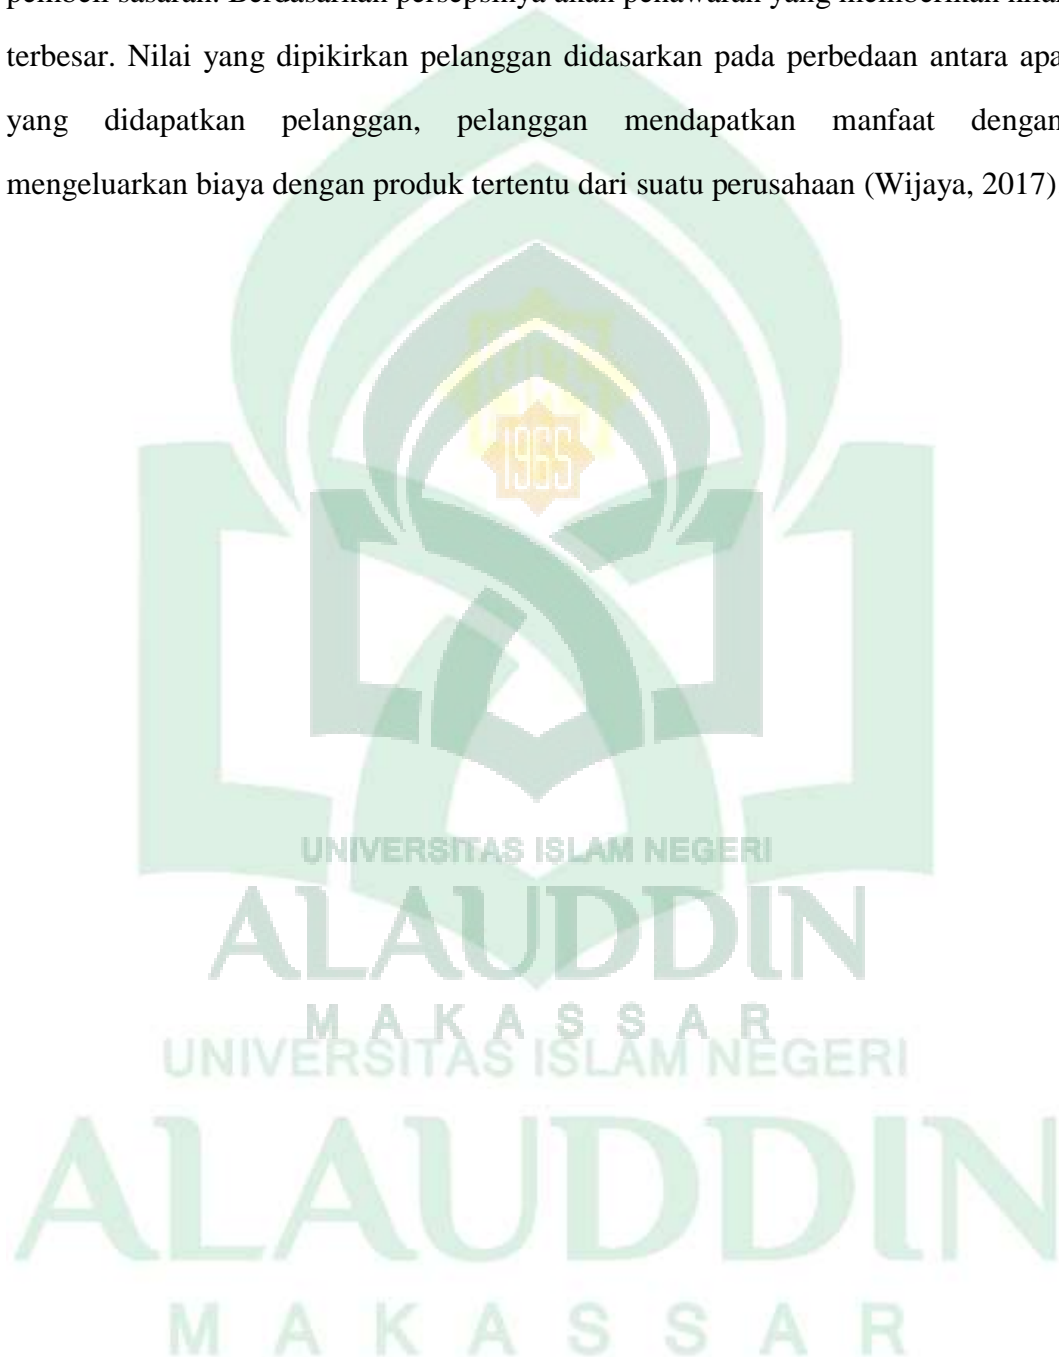 pembeli sasaran. Berdasarkan persepsinya akan penawaran yang memberikan nilai
terbesar. Nilai yang dipikirkan pelanggan didasarkan pada perbedaan antara apa
yang didapatkan pelanggan, pelanggan mendapatkan manfaat dengan
mengeluarkan biaya dengan produk tertentu dari suatu perusahaan (Wijaya, 2017)
1965
UNIVERSITAS ISLAM NEGERI
ALAUDDIN
MAKASSAR
UNIVERSITAS ISLAM NEGERI
ALAUDDIN
MAKASSAR